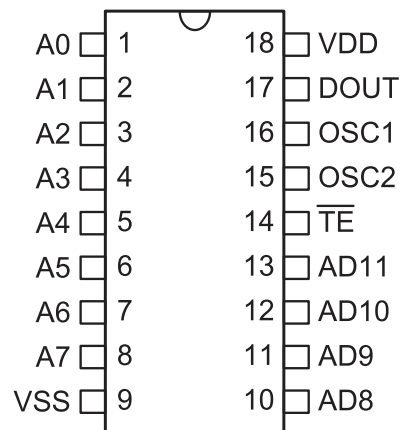 A0 1 18 VDD
A1 2 17 DOUT
A2 3 16 OSC1
A3 4 15 OSC2
A4 5 14 T̅E̅
A5 6 13 AD11
A6 7 12 AD10
A7 8 11 AD9
VSS 9 10 AD8